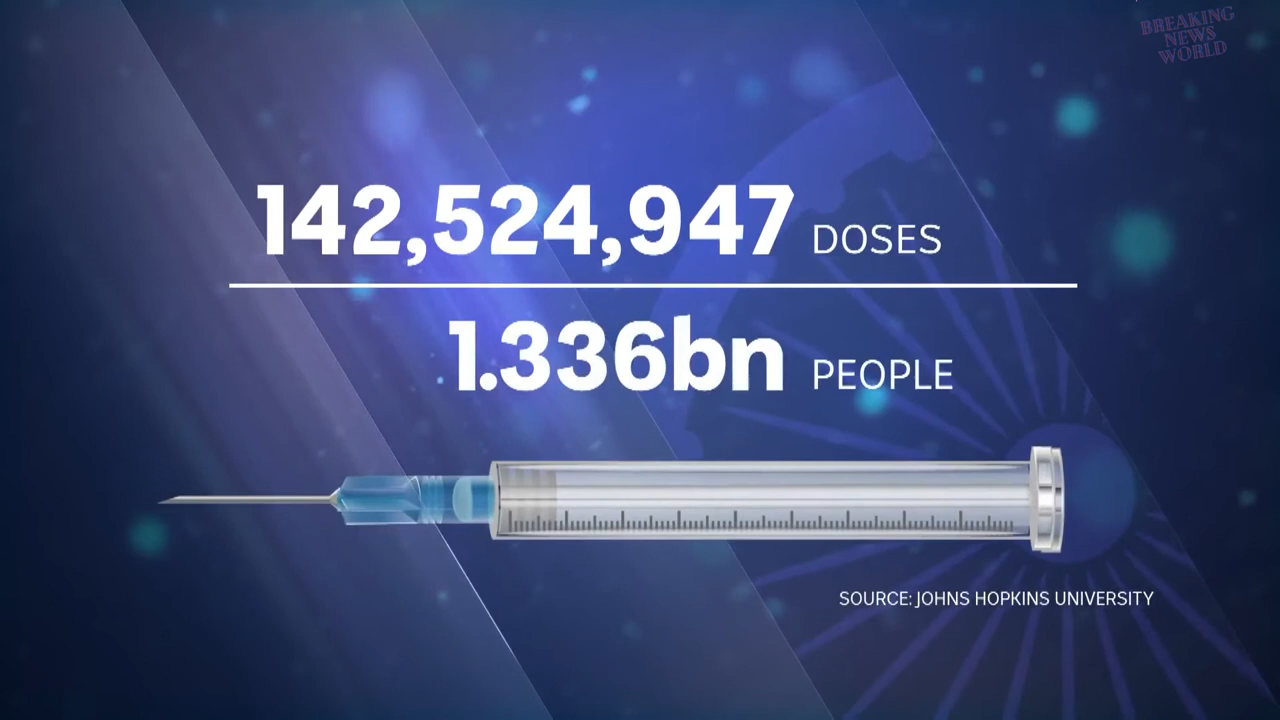 BREAKING
NEWS
WORLD
142,524,947 DOSES
1.336bn PEOPLE
SOURCE: JOHNS HOPKINS UNIVERSITY